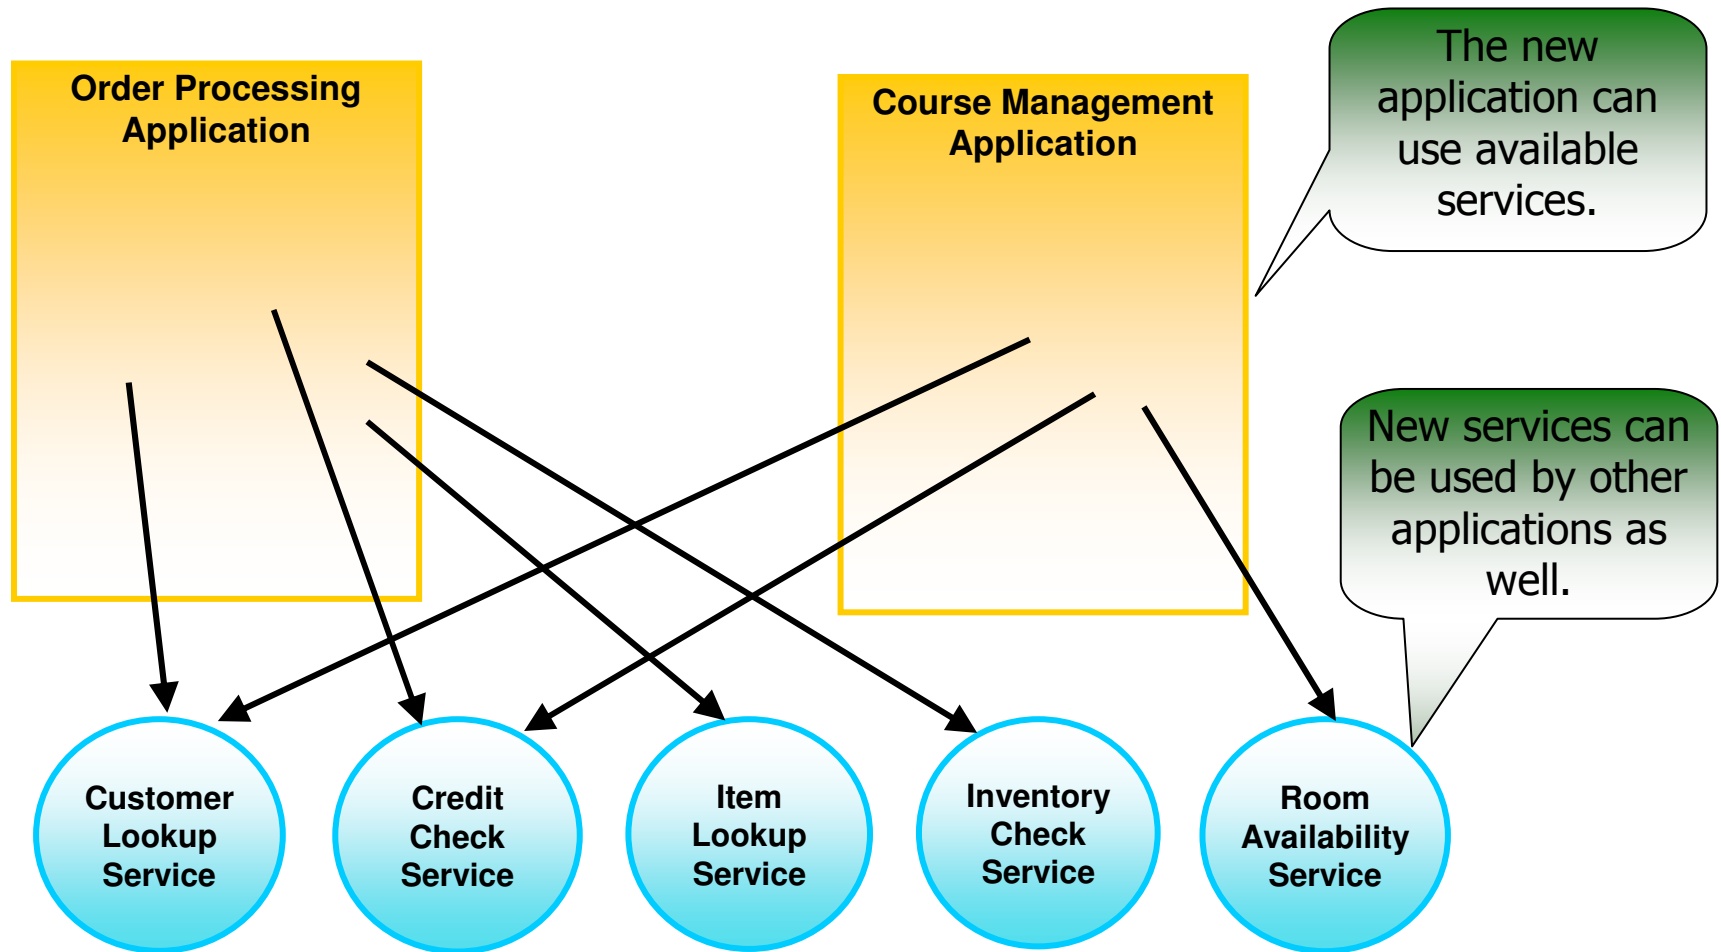 Order Processing
Application
Course Management
Application
The new
application can
use available
services.
New services can
be used by other
applications as
well.
Customer
Lookup
Service
Credit
Check
Service
Item
Lookup
Service
Inventory
Check
Service
Room
Availability
Service